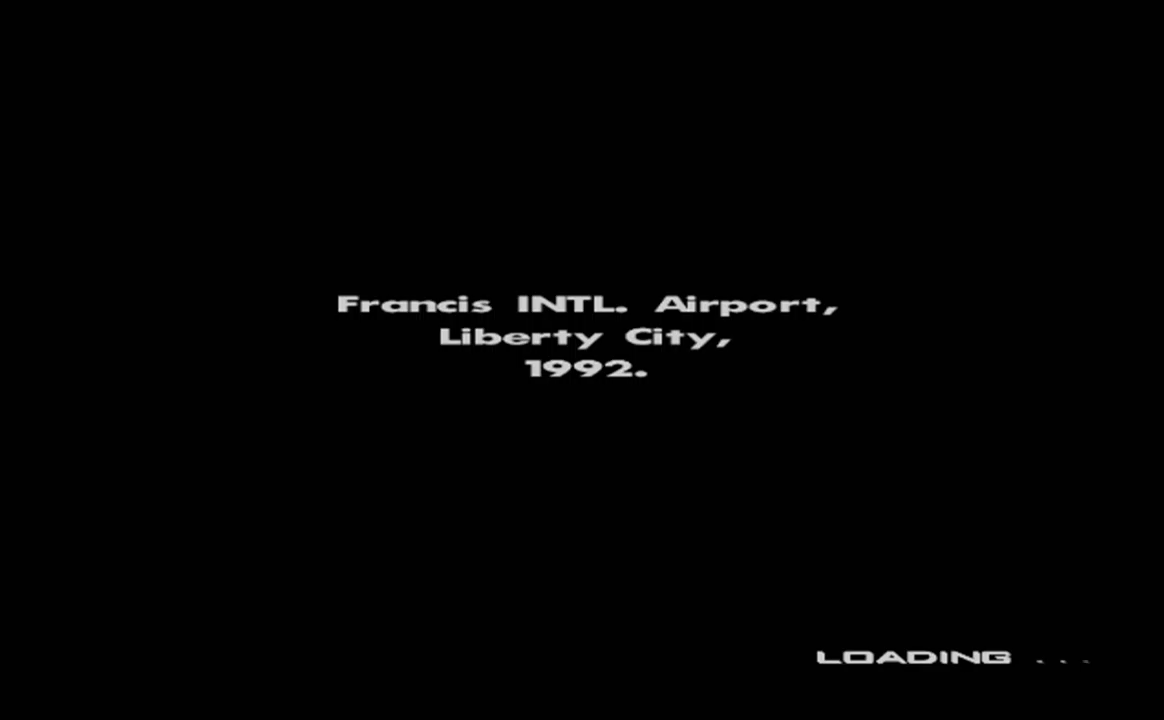 Francis INTL. Airport,
Liberty City,
1992.
LOADING ...